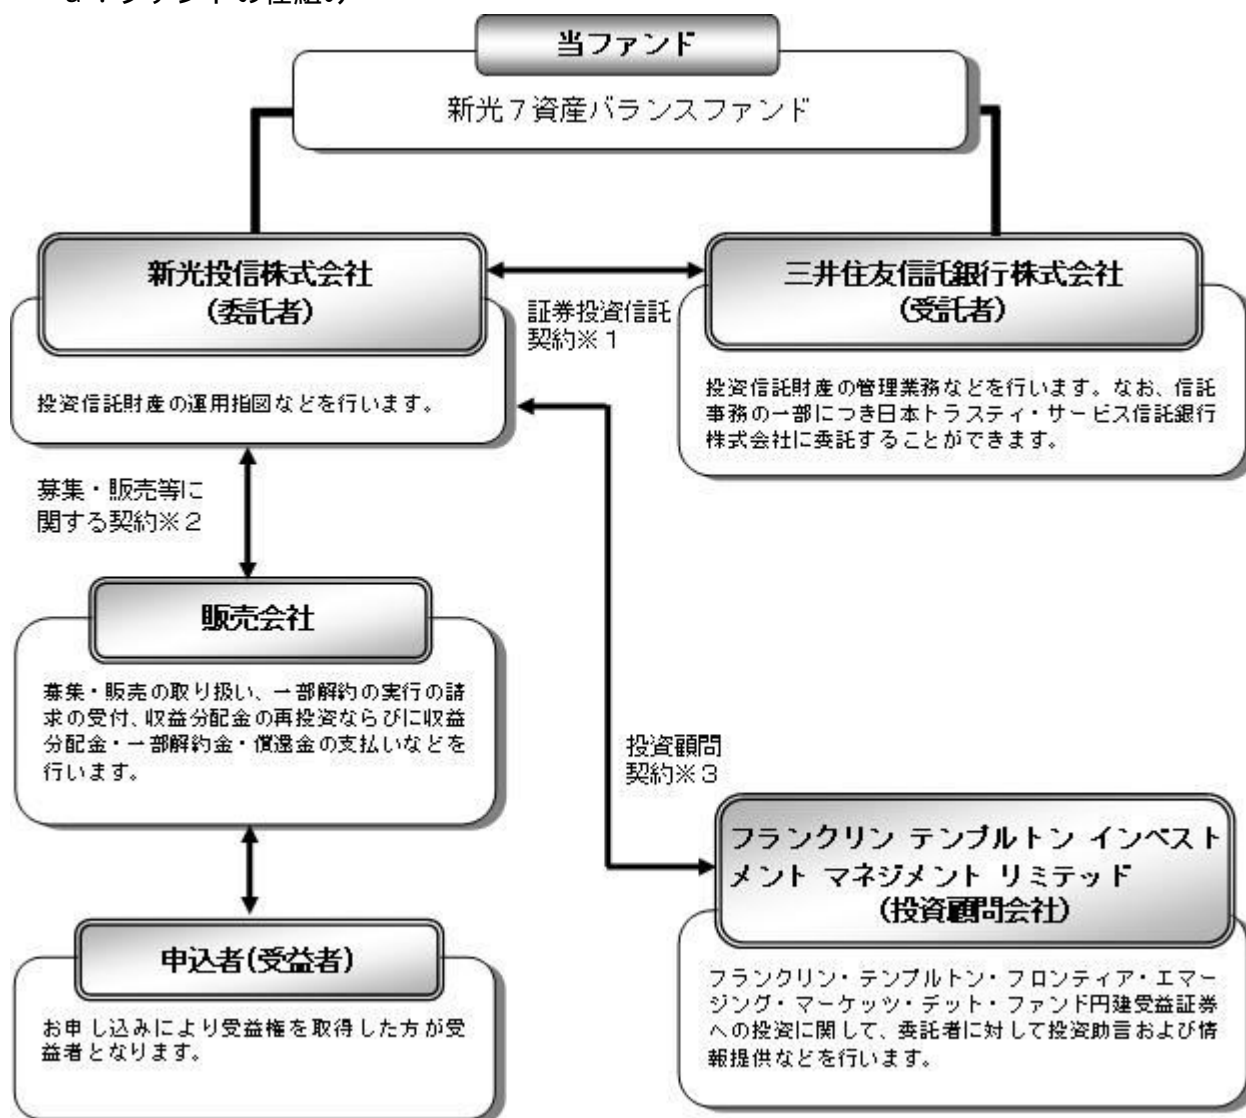 当ファンド
新光7資産バランスファンド
新光投信株式会社
(委託者)
投資信託財産の運用指図などを行います。
証券投資信託
契約※1
三井住友信託銀行株式会社
(受託者)
投資信託財産の管理業務などを行います。なお、信託
事務の一部につき日本トラスティ・サービス信託銀行
株式会社に委託することができます。
募集・販売等に
関する契約※2
販売会社
募集・販売の取り扱い、一部解約の実行の請
求の受付、収益分配金の再投資ならびに収益
分配金・一部解約金・償還金の支払いなどを
行います。
投資顧問
契約※3
フランクリン テンプルトン インベスト
メント マネジメント リミテッド
(投資顧問会社)
フランクリン・テンプルトン・フロンティア・エマー
ジング・マーケッツ・デット・ファンド円建受益証券
への投資に関して、委託者に対して投資助言および情
報提供などを行います。
申込者(受益者)
お申し込みにより受益権を取得した方が受
益者となります。